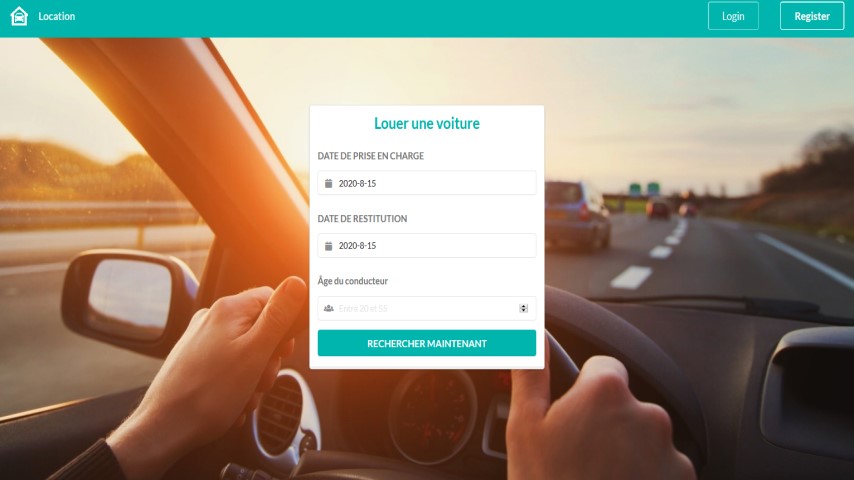 Location
Login
Register
Louer une voiture
DATE DE PRISE EN CHARGE
2020-8-15
DATE DE RESTITUTION
2020-8-15
Âge du conducteur
Entre 20 et 55
RECHERCHER MAINTENANT